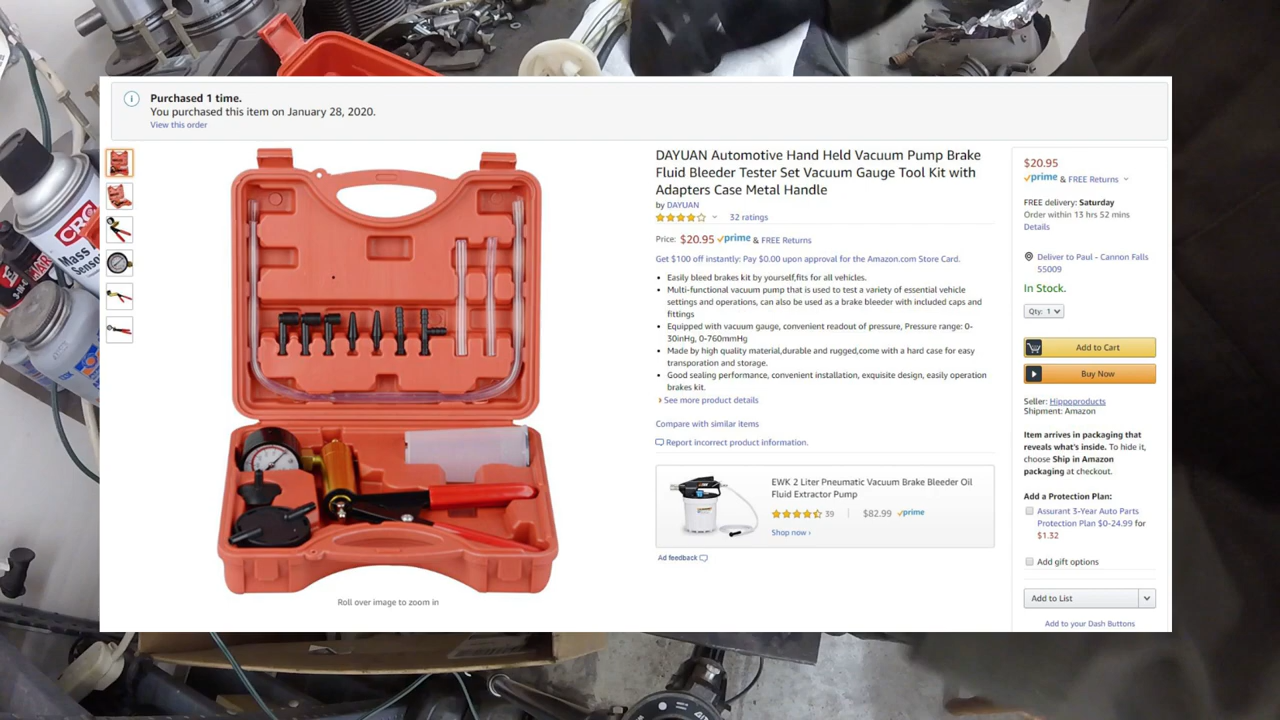 Purchased 1 time.
You purchased this item on January 28, 2020.
View this order
DAYUAN Automotive Hand Held Vacuum Pump Brake
Fluid Bleeder Tester Set Vacuum Gauge Tool Kit with
Adapters Case Metal Handle
by DAYUAN
32 ratings
Price: $20.95 prime & FREE Returns
Get $100 off instantly: Pay $0.00 upon approval for the Amazon.com Store Card.
Easily bleed brakes kit by yourself,fits for all vehicles.
Multi-functional vacuum pump that is used to test a variety of essential vehicle
settings and operations, can also be used as a brake bleeder with included caps and
fittings
Equipped with vacuum gauge, convenient readout of pressure, Pressure range: 0-
30inHg, 0-760mmHg
Made by high quality material,durable and rugged,come with a hard case for easy
transporation and storage.
Good sealing performance, convenient installation, exquisite design, easily operation
brakes kit.
See more product details
Compare with similar items
Report incorrect product information.
EWK 2 Liter Pneumatic Vacuum Brake Bleeder Oil
Fluid Extractor Pump
39 $82.99 prime
Shop now ›
Ad feedback
Roll over image to zoom in
$20.95
prime & FREE Returns
FREE delivery: Saturday
Order within 13 hrs 52 mins
Details
Deliver to Paul - Cannon Falls
55009
In Stock.
Qty: 1
Add to Cart
Buy Now
Seller: Hippoproducts
Shipment: Amazon
Item arrives in packaging that
reveals what's inside. To hide it,
choose Ship in Amazon
packaging at checkout.
Add a Protection Plan:
Assurant 3-Year Auto Parts
Protection Plan $0-24.99 for
$1.32
Add gift options
Add to List
Add to your Dash Buttons
CRC
Mass
Senso